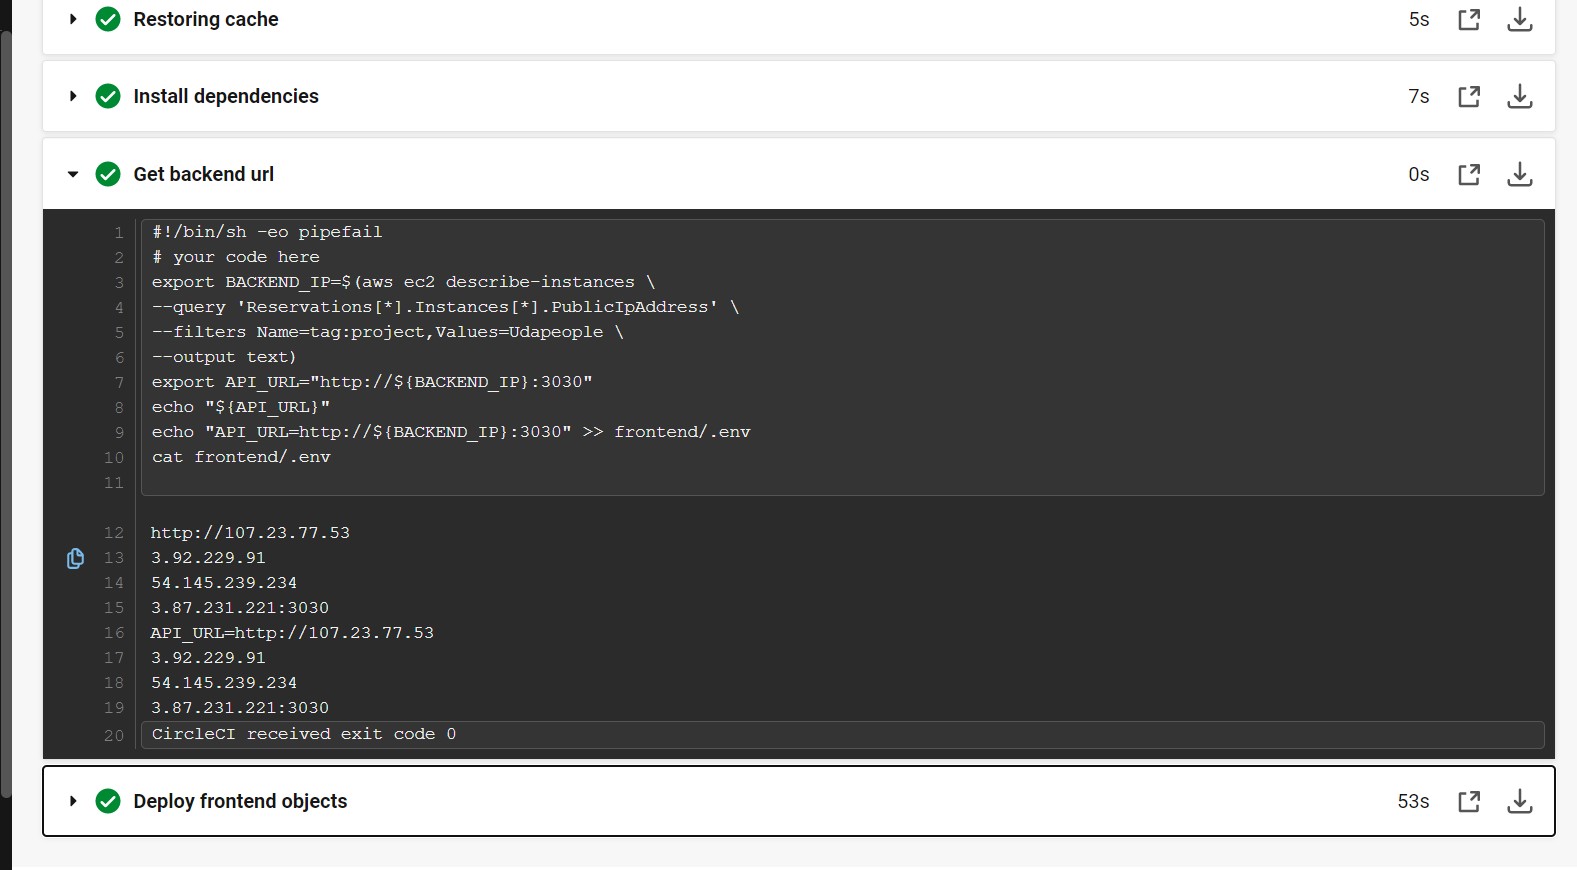 Restoring cache 5s
Install dependencies 7s
Get backend url 0s
1 #!/bin/sh -eo pipefail
2 # your code here
3 export BACKEND_IP=$(aws ec2 describe-instances \
4 --query 'Reservations[*].Instances[*].PublicIpAddress' \
5 --filters Name=tag:project,Values=Udapeople \
6 --output text)
7 export API_URL="http://${BACKEND_IP}:3030"
8 echo "${API_URL}"
9 echo "API_URL=http://${BACKEND_IP}:3030" >> frontend/.env
10 cat frontend/.env
11
12 http://107.23.77.53
13 3.92.229.91
14 54.145.239.234
15 3.87.231.221:3030
16 API_URL=http://107.23.77.53
17 3.92.229.91
18 54.145.239.234
19 3.87.231.221:3030
20 CircleCI received exit code 0
Deploy frontend objects 53s